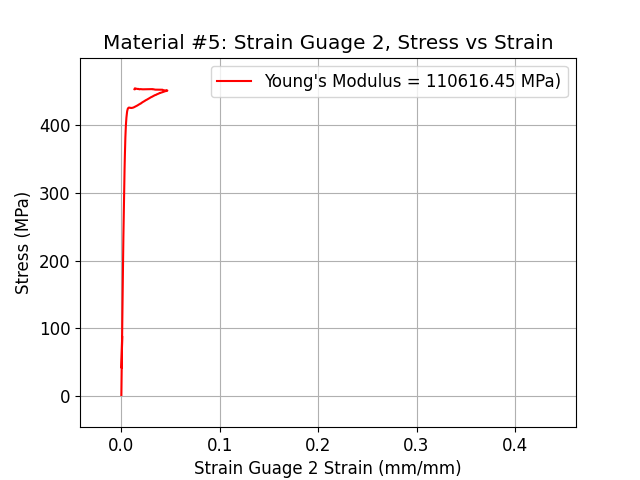 Material #5: Strain Guage 2, Stress vs Strain
Young's Modulus = 110616.45 MPa)
400
300
200
100
0
Stress (MPa)
0.0 0.1 0.2 0.3 0.4
Strain Guage 2 Strain (mm/mm)